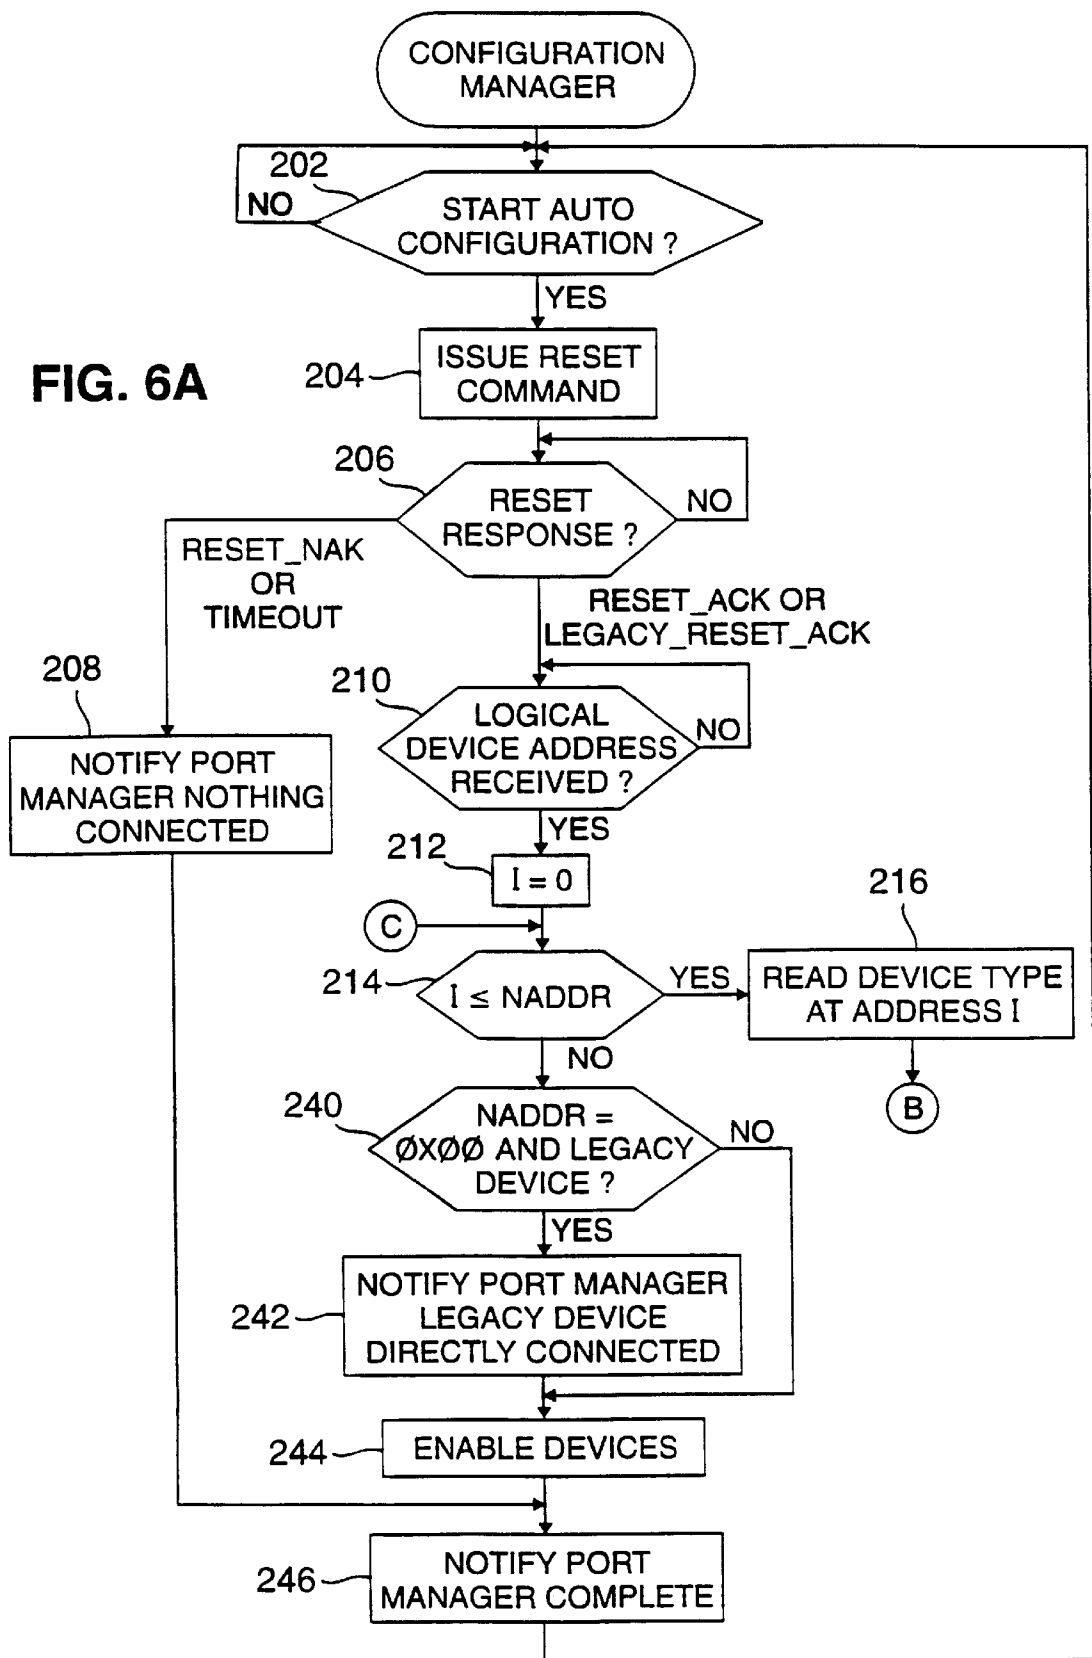 CONFIGURATION
MANAGER
202
NO
START AUTO
CONFIGURATION ?
YES
FIG. 6A
204
ISSUE RESET
COMMAND
206
RESET
RESPONSE ?
NO
RESET_NAK
OR
TIMEOUT
RESET_ACK OR
LEGACY_RESET_ACK
208
NOTIFY PORT
MANAGER NOTHING
CONNECTED
210
LOGICAL
DEVICE ADDRESS
RECEIVED ?
NO
YES
212
I = 0
C
214
I ≤ NADDR
YES
216
READ DEVICE TYPE
AT ADDRESS I
B
NO
240
NADDR =
ØXØØ AND LEGACY
DEVICE ?
NO
YES
242
NOTIFY PORT MANAGER
LEGACY DEVICE
DIRECTLY CONNECTED
244
ENABLE DEVICES
246
NOTIFY PORT
MANAGER COMPLETE